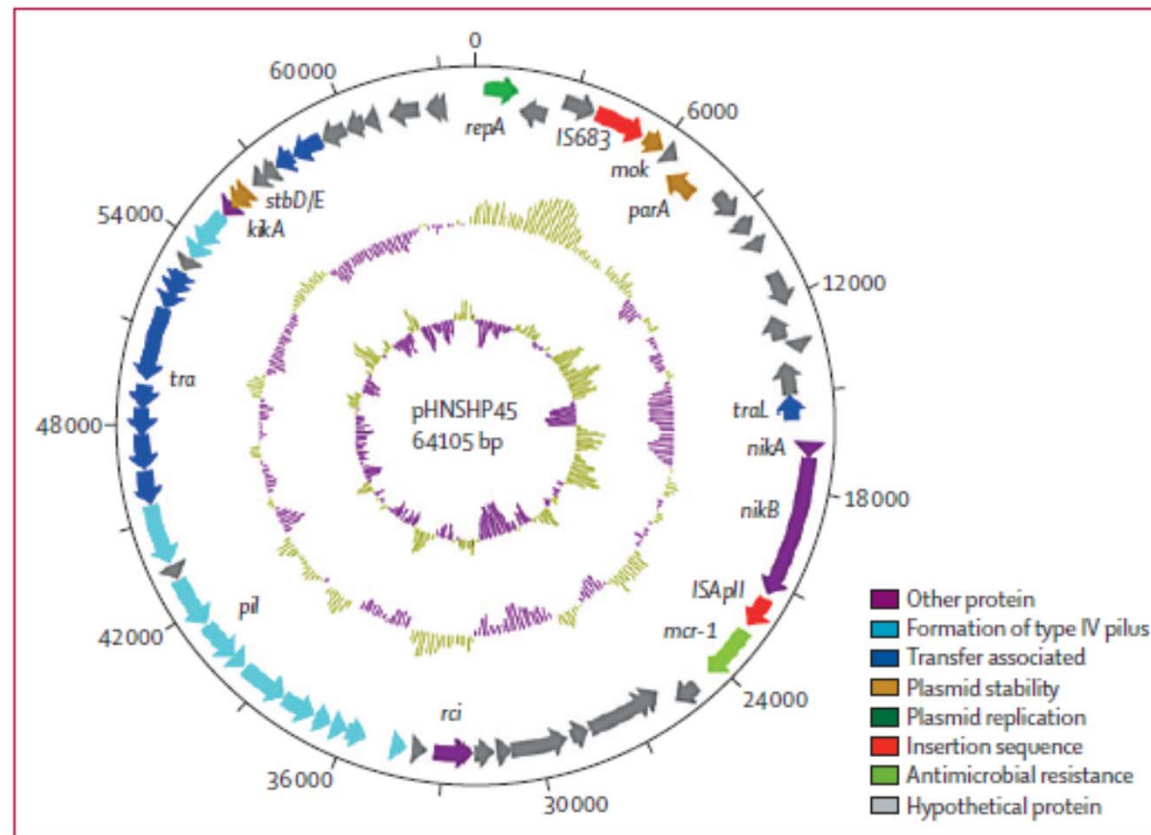 0
60000
6000
repA
IS683
mok
parA
stbD/E
kikA
54000
12000
tra
pHNSHP45
64105 bp
traL
nikA
48000
nikB
18000
ISApII
mcr-1
pil
42000
24000
rci
36000
30000
Other protein
Formation of type IV pilus
Transfer associated
Plasmid stability
Plasmid replication
Insertion sequence
Antimicrobial resistance
Hypothetical protein